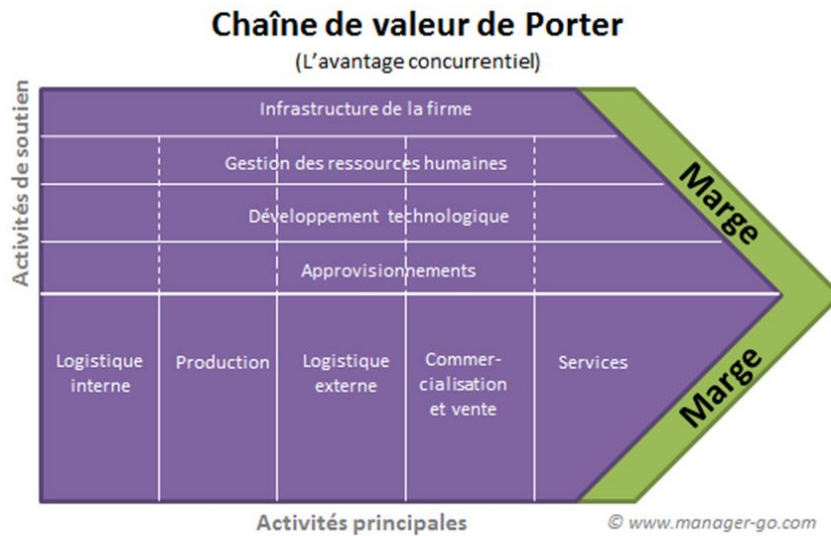 Chaîne de valeur de Porter
(L'avantage concurrentiel)
Activités de soutien
Infrastructure de la firme
Gestion des ressources humaines
Développement technologique
Approvisionnements
Marge
Logistique
interne
Production
Logistique
externe
Commer-
cialisation
et vente
Services
Marge
Activités principales
© www.manager-go.com